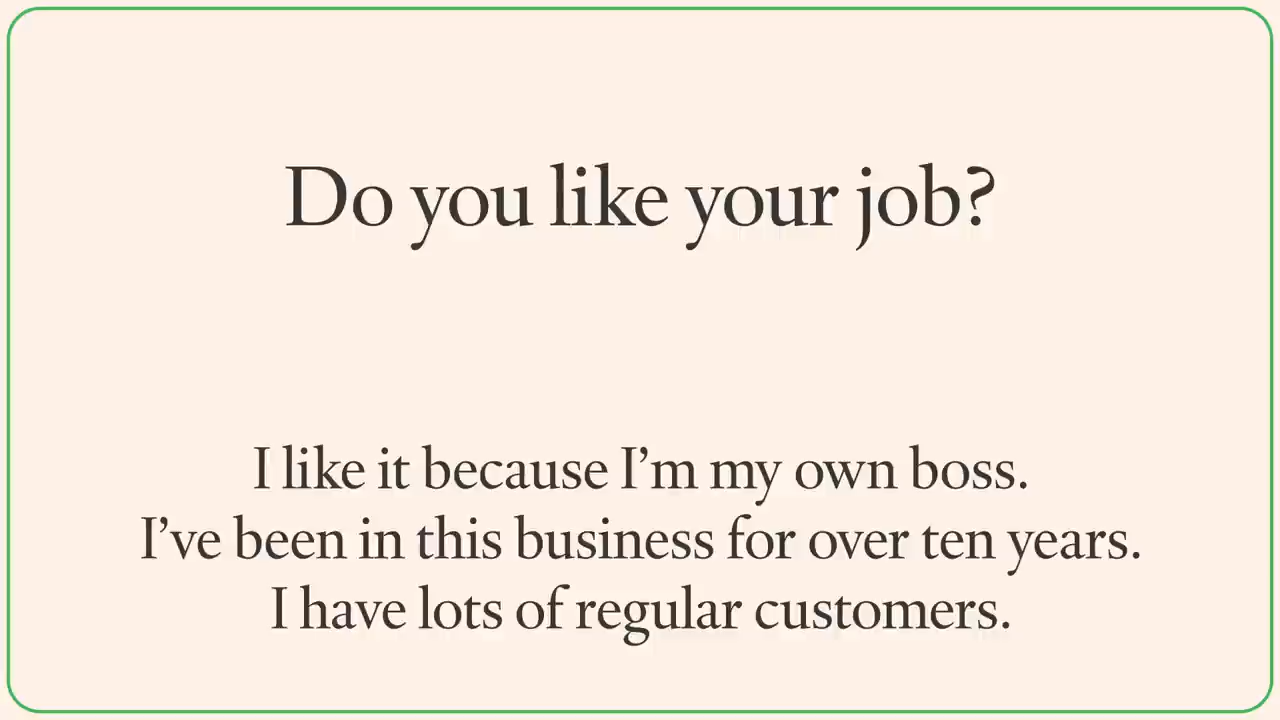 Do you like your job?
I like it because I’m my own boss.
I’ve been in this business for over ten years.
I have lots of regular customers.